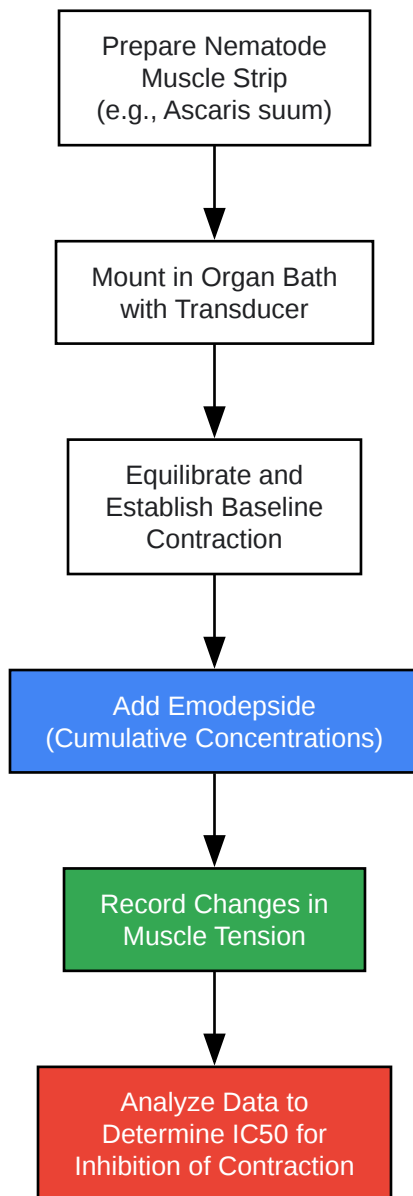 Prepare Nematode
Muscle Strip
(e.g., Ascaris suum)
Mount in Organ Bath
with Transducer
Equilibrate and
Establish Baseline
Contraction
Add Emodepside
(Cumulative Concentrations)
Record Changes in
Muscle Tension
Analyze Data to
Determine IC50 for
Inhibition of Contraction